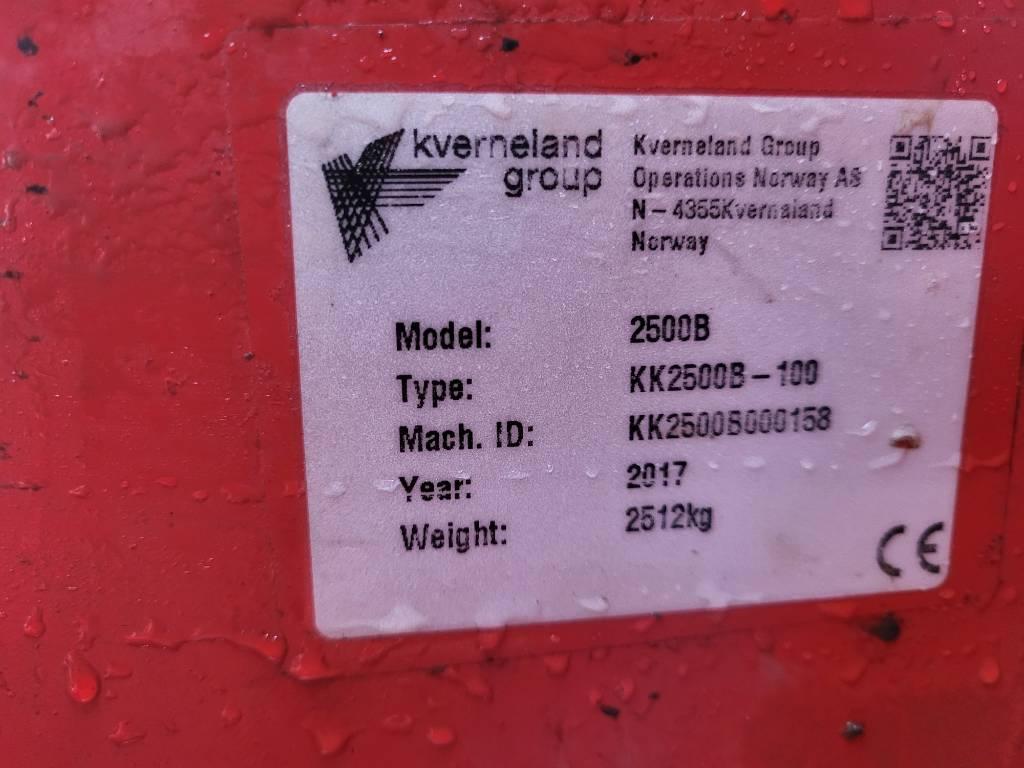 kverneland
group
Kverneland Group
Operations Norway AS
N - 4355Kvernaland
Norway
Model: 2500B
Type: KK2500B-100
Mach. ID: KK2500B000158
Year: 2017
Weight: 2512kg
CE